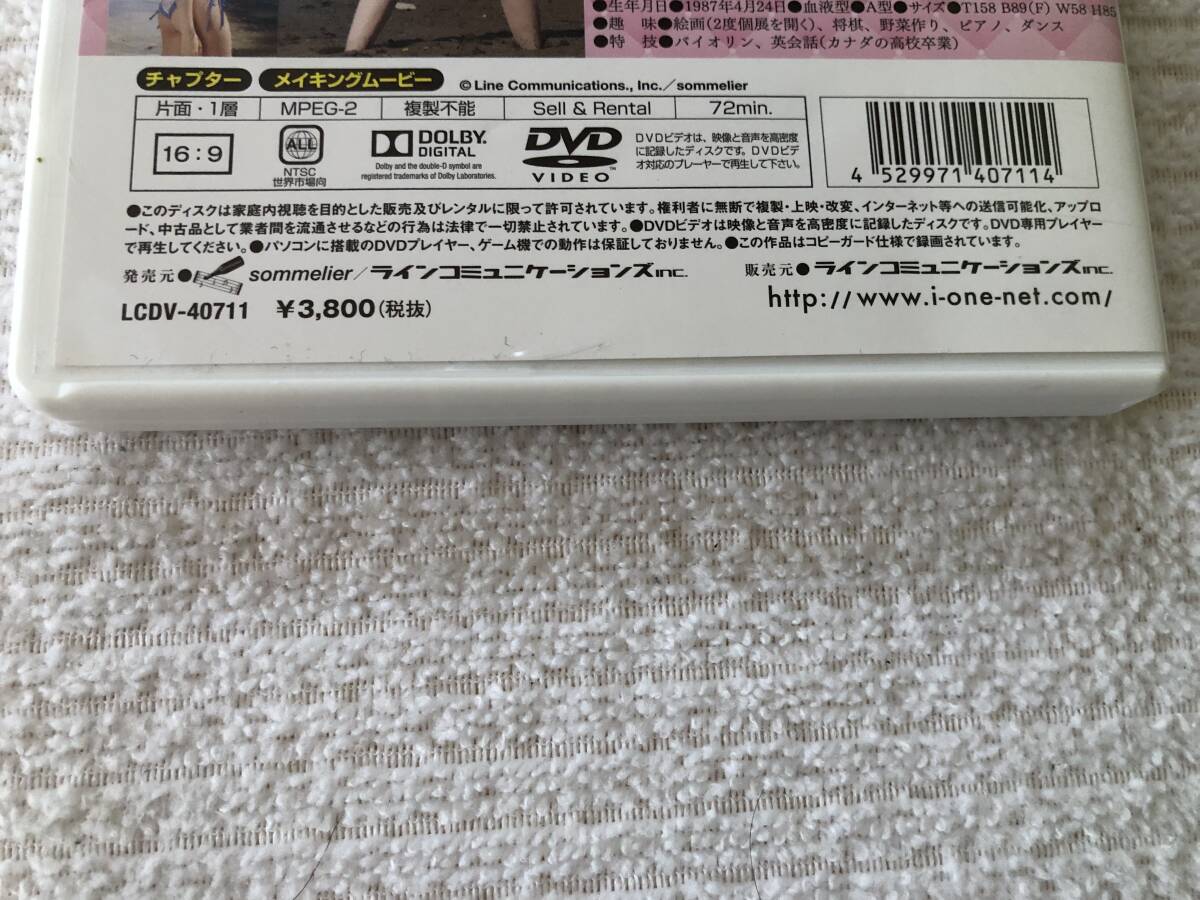 ●生年月日●1987年4月24日●血液型●A型●サイズ●T158 B89(F) W58 H85
●趣 味●絵画(2度個展を開く)、将棋、野菜作り、ピアノ、ダンス
●特 技●バイオリン、英会話(カナダの高校卒業)
チャプター メイキングムービー © Line Communications., Inc./sommelier
片面・1層 MPEG-2 複製不能 Sell & Rental 72min.
16:9 ALL NTSC 世界市場向
DOLBY DIGITAL
Dolby and the double-D symbol are
registered trademarks of Dolby Laboratories.
DVD VIDEO ™
DVDビデオは、映像と音声を高密度
に記録したディスクです。DVDビデ
オ対応のプレーヤーで再生して下さい。
4 529971 407114
●このディスクは家庭内視聴を目的とした販売及びレンタルに限って許可されています。権利者に無断で複製・上映・改変、インターネット等への送信可能化、アップロ
ード、中古品として業者間を流通させるなどの行為は法律で一切禁止されています。●DVDビデオは映像と音声を高密度に記録したディスクです。DVD専用プレイヤー
で再生してください。●パソコンに搭載のDVDプレイヤー、ゲーム機での動作は保証しておりません。●この作品はコピーガード仕様で録画されています。
発売元● sommelier/ラインコミュニケーションズINC. 販売元●ラインコミュニケーションズINC.
LCDV-40711 ¥3,800(税抜) http://www.i-one-net.com/